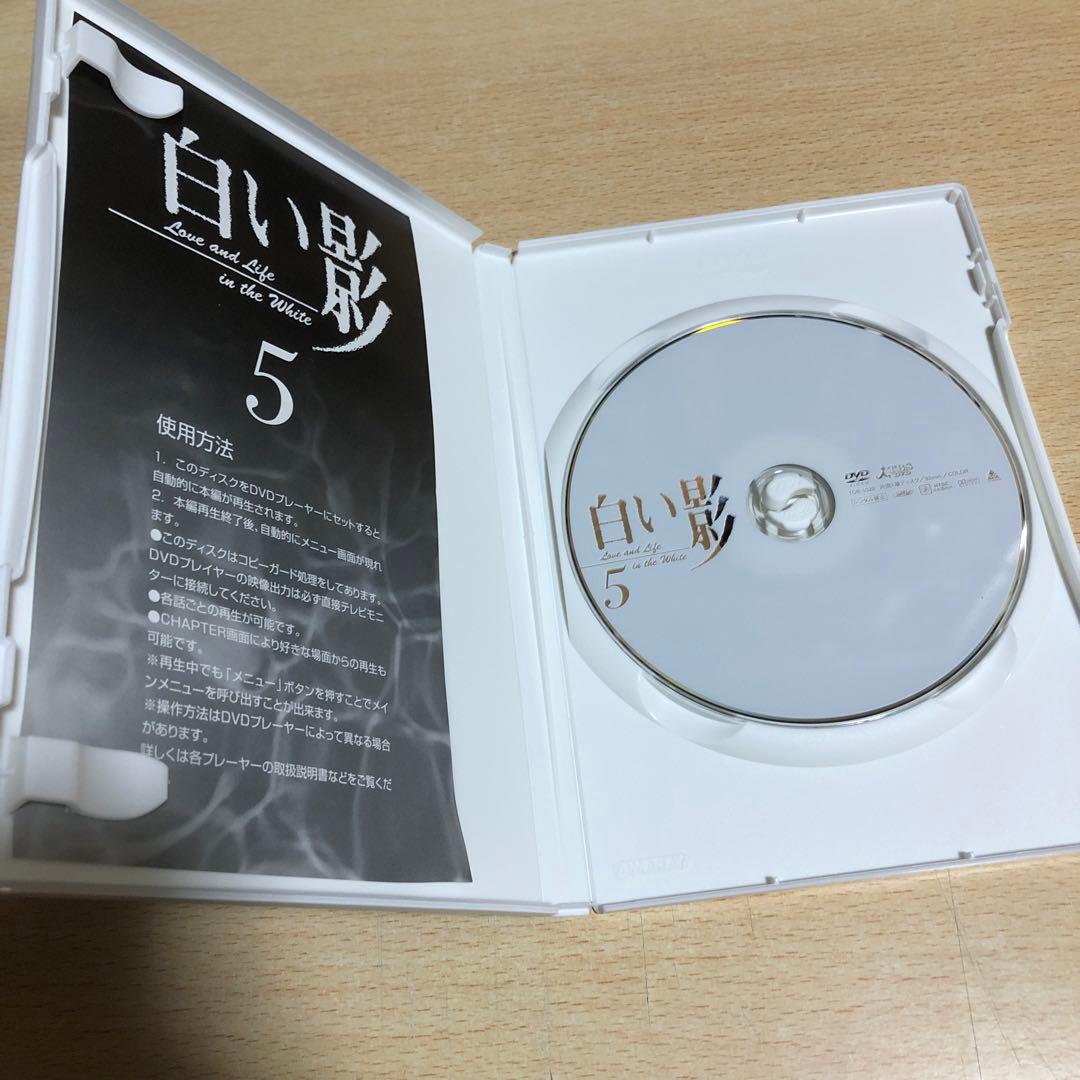 白い影
Love and Life
in the White
5
使用方法
1．このディスクをDVDプレーヤーにセットすると
自動的に本編が再生されます。
2．本編再生終了後、自動的にメニュー画面が現れ
ます。
●このディスクはコピーガード処理をしてあります。
DVDプレイヤーの映像出力は必ず直接テレビモニ
ターに接続してください。
●各話ごとの再生が可能です。
●CHAPTER画面により好きな場面からの再生も
可能です。
※再生中でも「メニュー」ボタンを押すことでメイ
ンメニューを呼び出すことが出来ます。
※操作方法はDVDプレーヤーによって異なる場合
があります。
詳しくは各プレーヤーの取扱説明書などをご覧くだ
白い影
Love and Life
in the White
5
DVD
COLOR
レンタル禁止
DVD